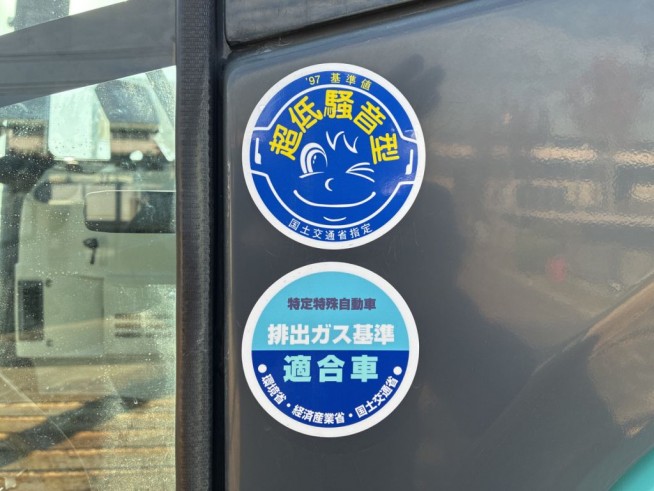 '97 基準値
超低騒音型
国土交通省指定
特定特殊自動車
排出ガス基準
適合車
●環境省・経済産業省・国土交通省●